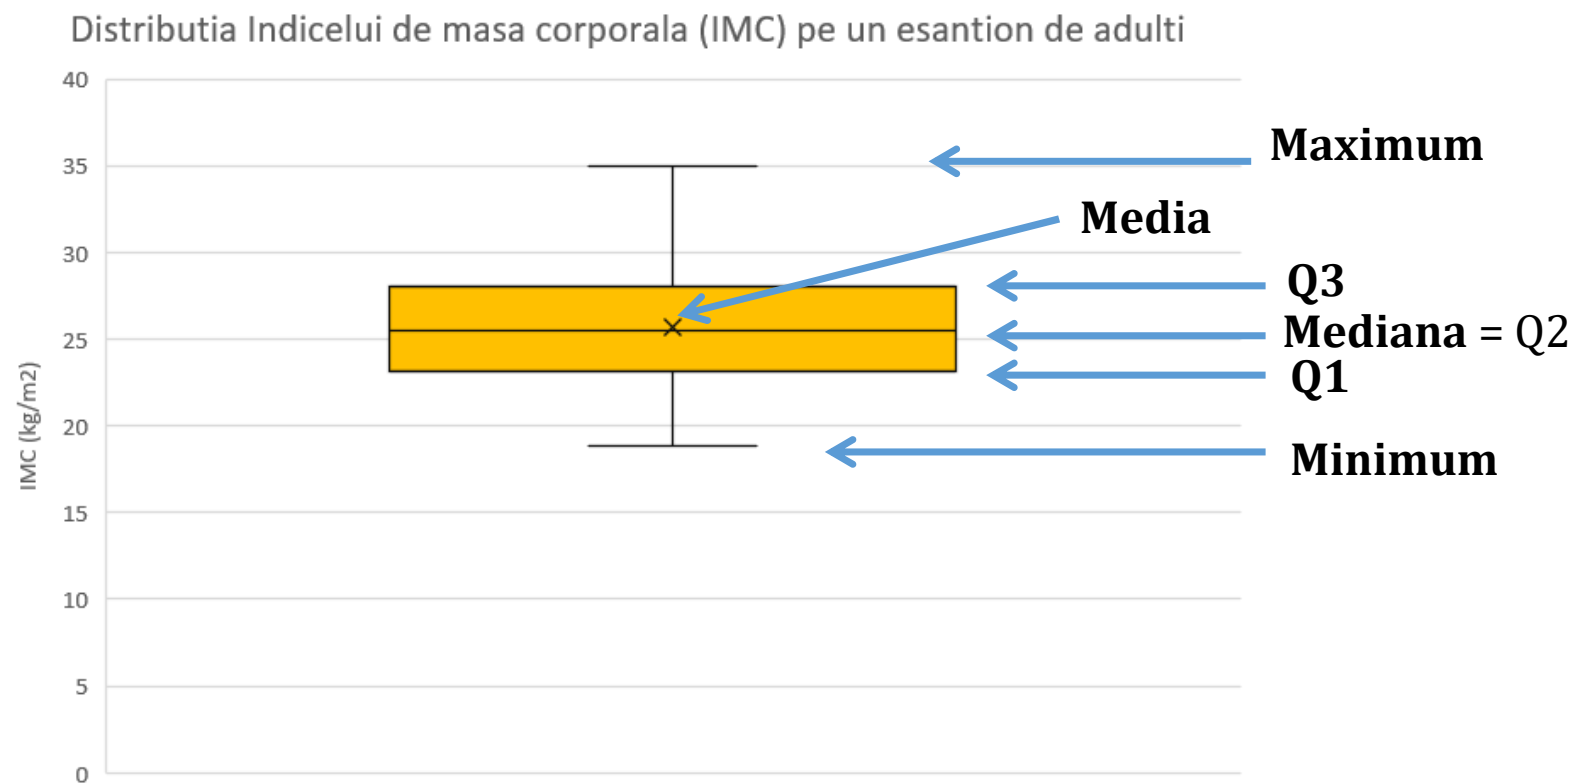 Distributia Indicelui de masa corporala (IMC) pe un esantion de adulti
40
35
30
25
20
15
10
5
0
IMC (kg/m2)
Maximum
Media
Q3
Mediana = Q2
Q1
Minimum